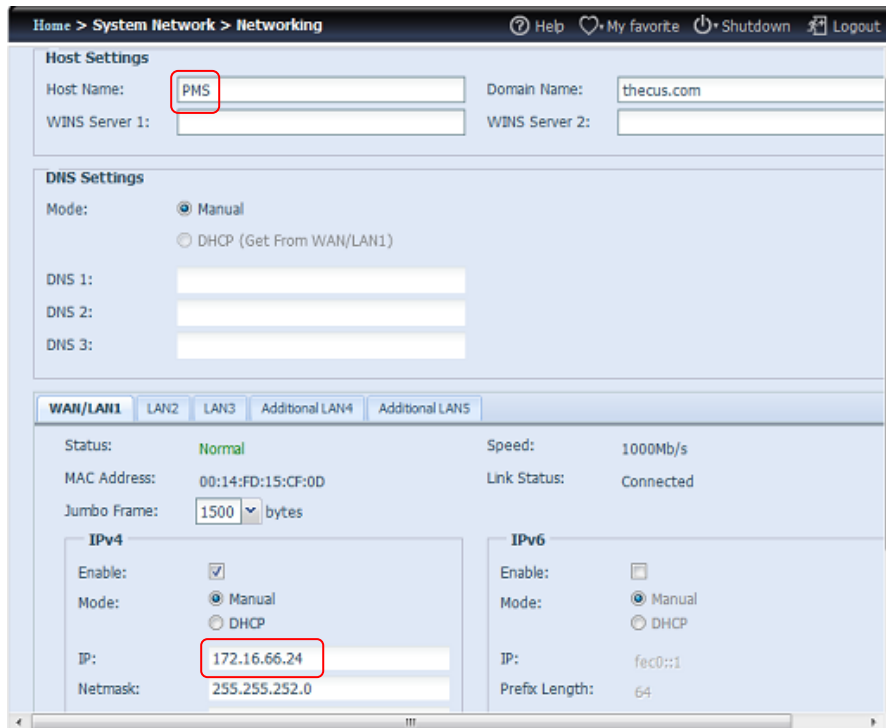 Home > System Network > Networking Help My favorite Shutdown Logout
Host Settings
Host Name: PMS Domain Name: thecus.com
WINS Server 1: WINS Server 2:
DNS Settings
Mode: Manual
DHCP (Get From WAN/LAN1)
DNS 1:
DNS 2:
DNS 3:
WAN/LAN1 LAN2 LAN3 Additional LAN4 Additional LAN5
Status: Normal Speed: 1000Mb/s
MAC Address: 00:14:FD:15:CF:0D Link Status: Connected
Jumbo Frame: 1500 bytes
IPv4 IPv6
Enable: Enable:
Mode: Manual Mode: Manual
DHCP DHCP
IP: 172.16.66.24 IP: fec0::1
Netmask: 255.255.252.0 Prefix Length: 64